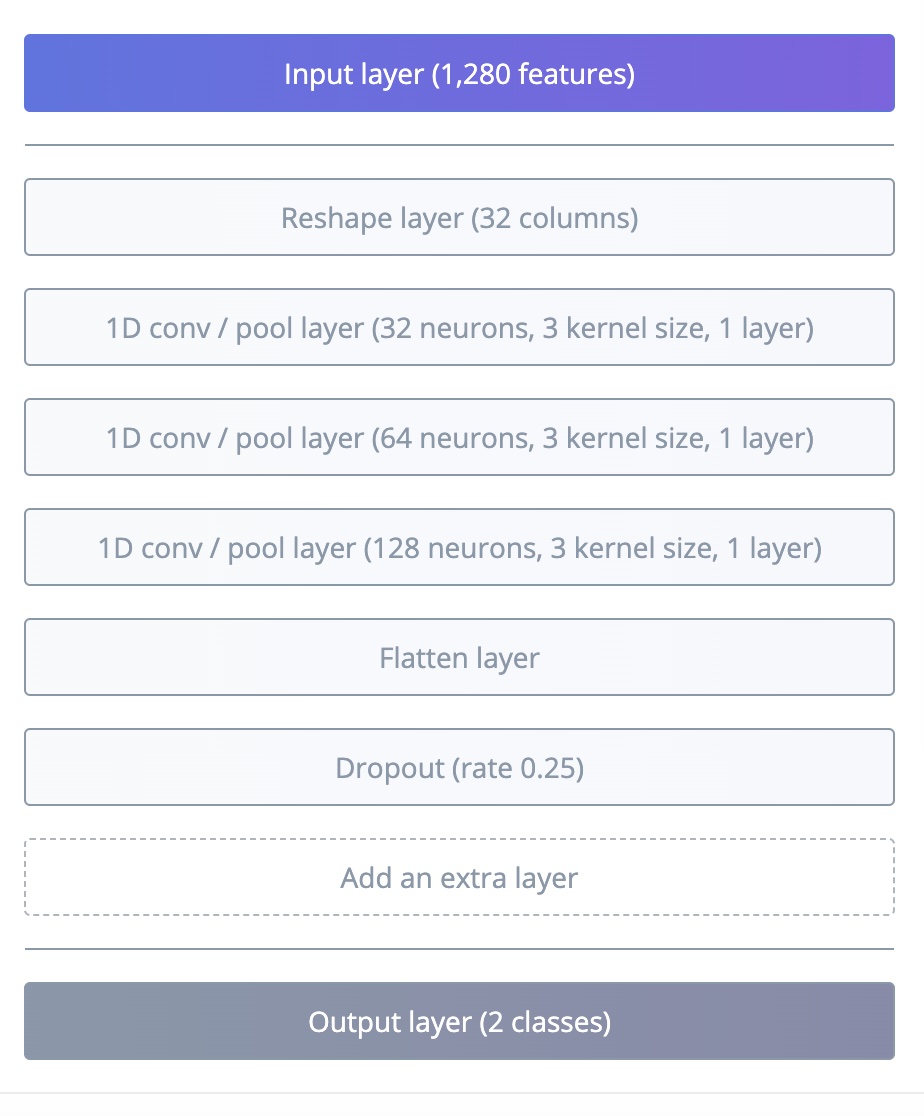 Input layer (1,280 features)
Reshape layer (32 columns)
1D conv / pool layer (32 neurons, 3 kernel size, 1 layer)
1D conv / pool layer (64 neurons, 3 kernel size, 1 layer)
1D conv / pool layer (128 neurons, 3 kernel size, 1 layer)
Flatten layer
Dropout (rate 0.25)
Add an extra layer
Output layer (2 classes)